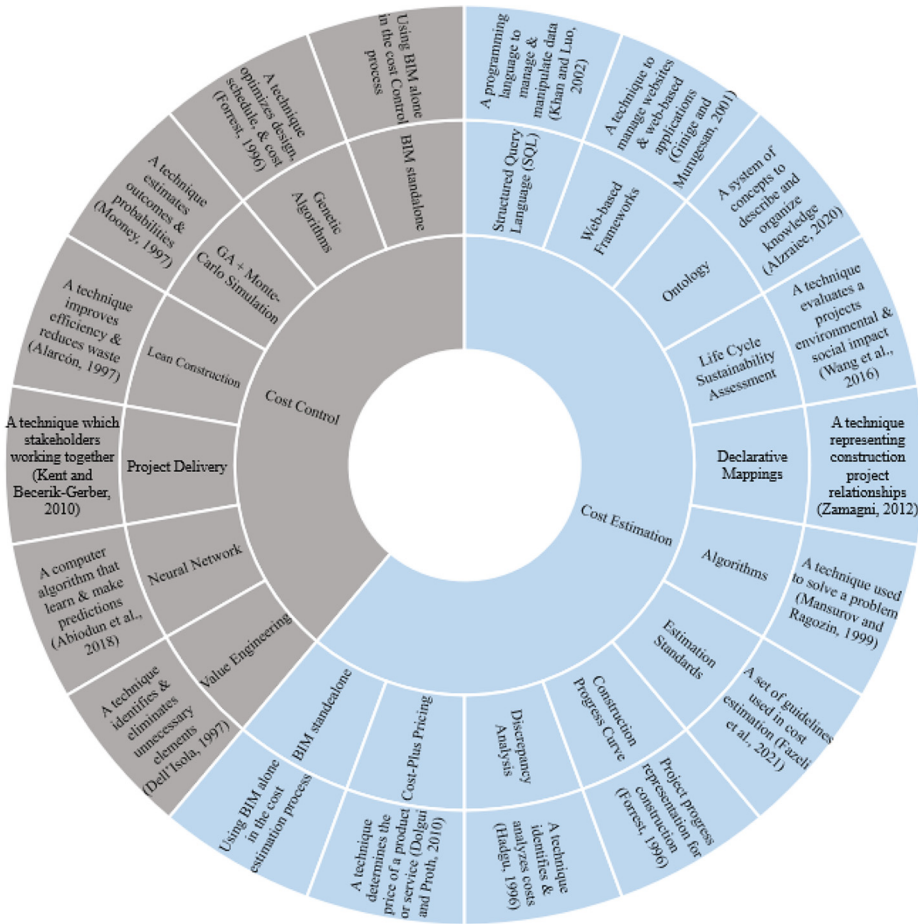 Cost Estimation
Structured Query
Language (SQL)
A programming
language to
manage &
manipulate data
(Khan and Luo,
2002)
Web-based
Frameworks
A technique to
manage websites
& web-based
applications
(Ginige and
Murugesan, 2001)
Ontology
A system of
concepts to
describe and
organize
knowledge
(Alzraiee, 2020)
Life Cycle
Sustainability
Assessment
A technique
evaluates a
projects
environmental &
social impact
(Wang et al.,
2016)
Declarative
Mappings
A technique
representing
construction
project
relationships
(Zamagni, 2012)
Algorithms
A technique used
to solve a problem
(Mansurov and
Ragozin, 1999)
Estimation
Standards
A set of guidelines
used in cost
estimation (Fazeli
et al., 2021)
Construction
Progress Curve
Project progress
representation for
construction
(Forrest, 1996)
Discrepancy
Analysis
A technique
identifies &
analyzes costs
(Hadgu, 1996)
Cost-Plus Pricing
A technique
determines the
price of a product
or service (Dolgui
and Proth, 2010)
BIM standalone
Using BIM alone
in the cost
estimation process
Cost Control
Value Engineering
A technique
identifies &
eliminates
unnecessary
elements
(Dell'Isola, 1997)
Neural Network
A computer
algorithm that
learn & make
predictions
(Abiodun et al.,
2018)
Project Delivery
A technique which
stakeholders
working together
(Kent and
Becerik-Gerber,
2010)
Lean Construction
A technique
improves
efficiency &
reduces waste
(Alarcón, 1997)
GA + Monte-
Carlo Simulation
A technique
estimates
outcomes &
probabilities
(Mooney, 1997)
Genetic
Algorithms
A technique
optimizes design,
schedule, & cost
(Forrest, 1996)
BIM standalone
Using BIM alone
in the cost Control
process